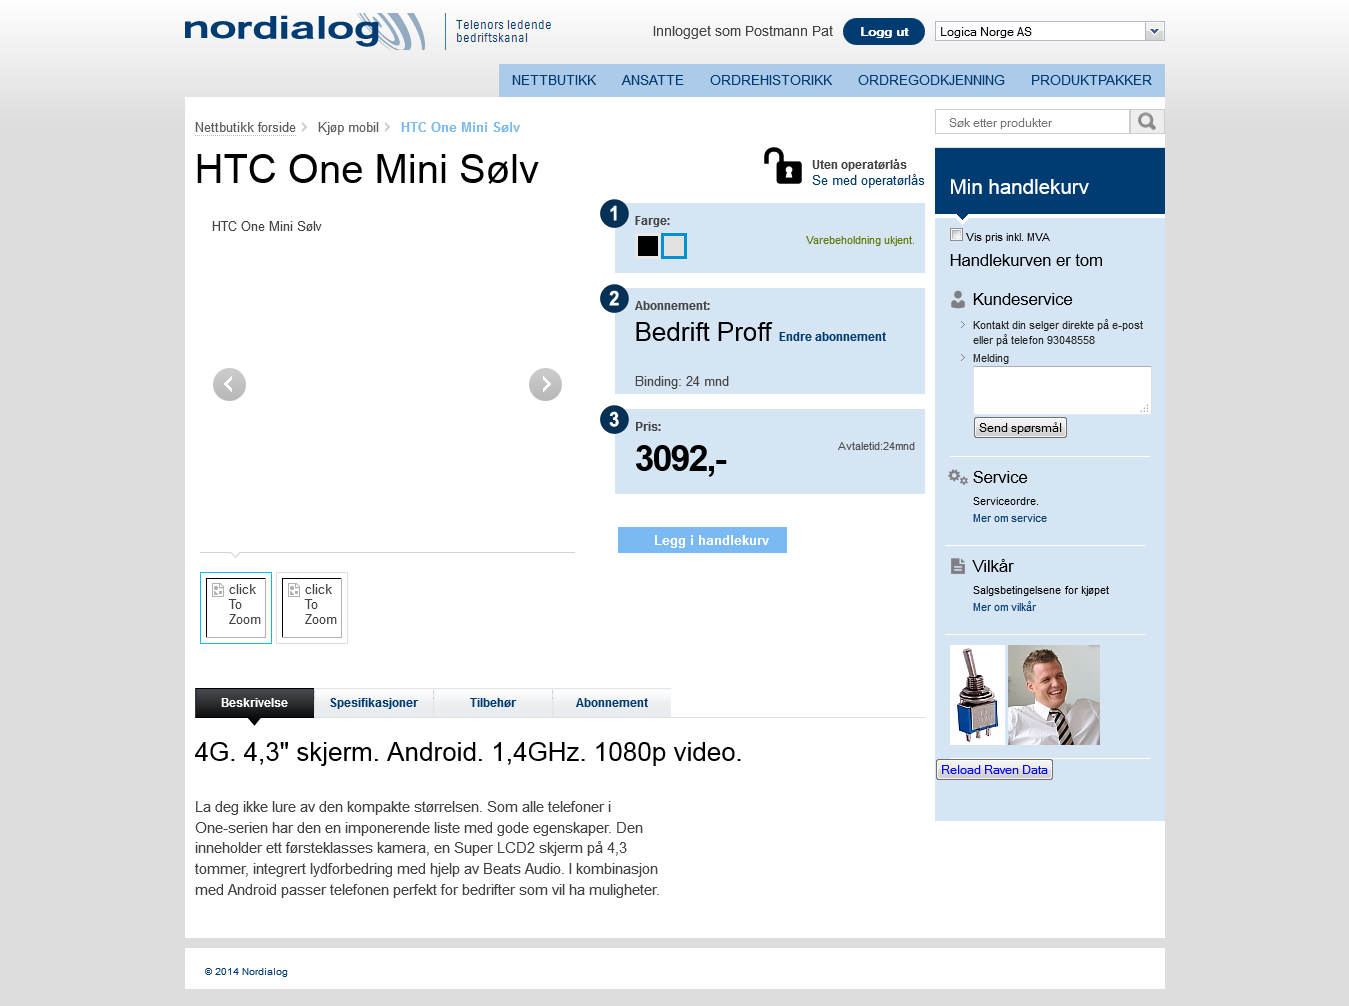 nordialog
Telenors ledende
bedriftskanal
Innlogget som Postmann Pat
Logg ut
Logica Norge AS
NETTBUTIKK
ANSATTE
ORDREHISTORIKK
ORDREGODKJENNING
PRODUKTPAKKER
Nettbutikk forside
Kjøp mobil
HTC One Mini Sølv
Søk etter produkter
HTC One Mini Sølv
Uten operatørlås
Se med operatørlås
HTC One Mini Sølv
1
Farge:
Varebeholdning ukjent.
2
Abonnement:
Bedrift Proff Endre abonnement
Binding: 24 mnd
3
Pris:
3092,-
Avtaletid:24mnd
Legg i handlekurv
click
To
Zoom
click
To
Zoom
Min handlekurv
Vis pris inkl. MVA
Handlekurven er tom
Kundeservice
Kontakt din selger direkte på e-post
eller på telefon 93048558
Melding
Send spørsmål
Service
Serviceordre.
Mer om service
Vilkår
Salgsbetingelsene for kjøpet
Mer om vilkår
Reload Raven Data
Beskrivelse
Spesifikasjoner
Tilbehør
Abonnement
4G. 4,3" skjerm. Android. 1,4GHz. 1080p video.
La deg ikke lure av den kompakte størrelsen. Som alle telefoner i
One-serien har den en imponerende liste med gode egenskaper. Den
inneholder ett førsteklasses kamera, en Super LCD2 skjerm på 4,3
tommer, integrert lydforbedring med hjelp av Beats Audio. I kombinasjon
med Android passer telefonen perfekt for bedrifter som vil ha muligheter.
© 2014 Nordialog